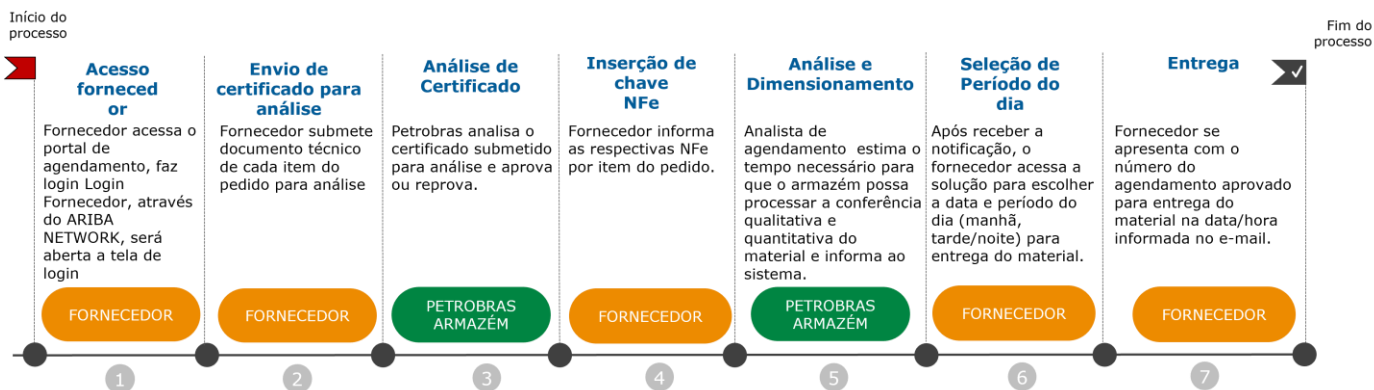 Início do
processo
Fim do
processo
Acesso
forneced
or
Fornecedor acessa o
portal de
agendamento, faz
login Login
Fornecedor, através
do ARIBA
NETWORK, será
aberta a tela de
login
FORNECEDOR
1
Envio de
certificado para
análise
Fornecedor submete
documento técnico
de cada item do
pedido para análise
FORNECEDOR
2
Análise de
Certificado
Petrobras analisa o
certificado submetido
para análise e aprova
ou reprova.
PETROBRAS
ARMAZÉM
3
Inserção de
chave
NFe
Fornecedor informa
as respectivas NFe
por item do pedido.
FORNECEDOR
4
Análise e
Dimensionamento
Analista de
agendamento estima o
tempo necessário para
que o armazém possa
processar a conferência
qualitativa e
quantitativa do
material e informa ao
sistema.
PETROBRAS
ARMAZÉM
5
Seleção de
Período do
dia
Após receber a
notificação, o
fornecedor acessa a
solução para escolher
a data e período do
dia (manhã,
tarde/noite) para
entrega do material.
FORNECEDOR
6
Entrega
Fornecedor se
apresenta com o
número do
agendamento aprovado
para entrega do
material na data/hora
informada no e-mail.
FORNECEDOR
7